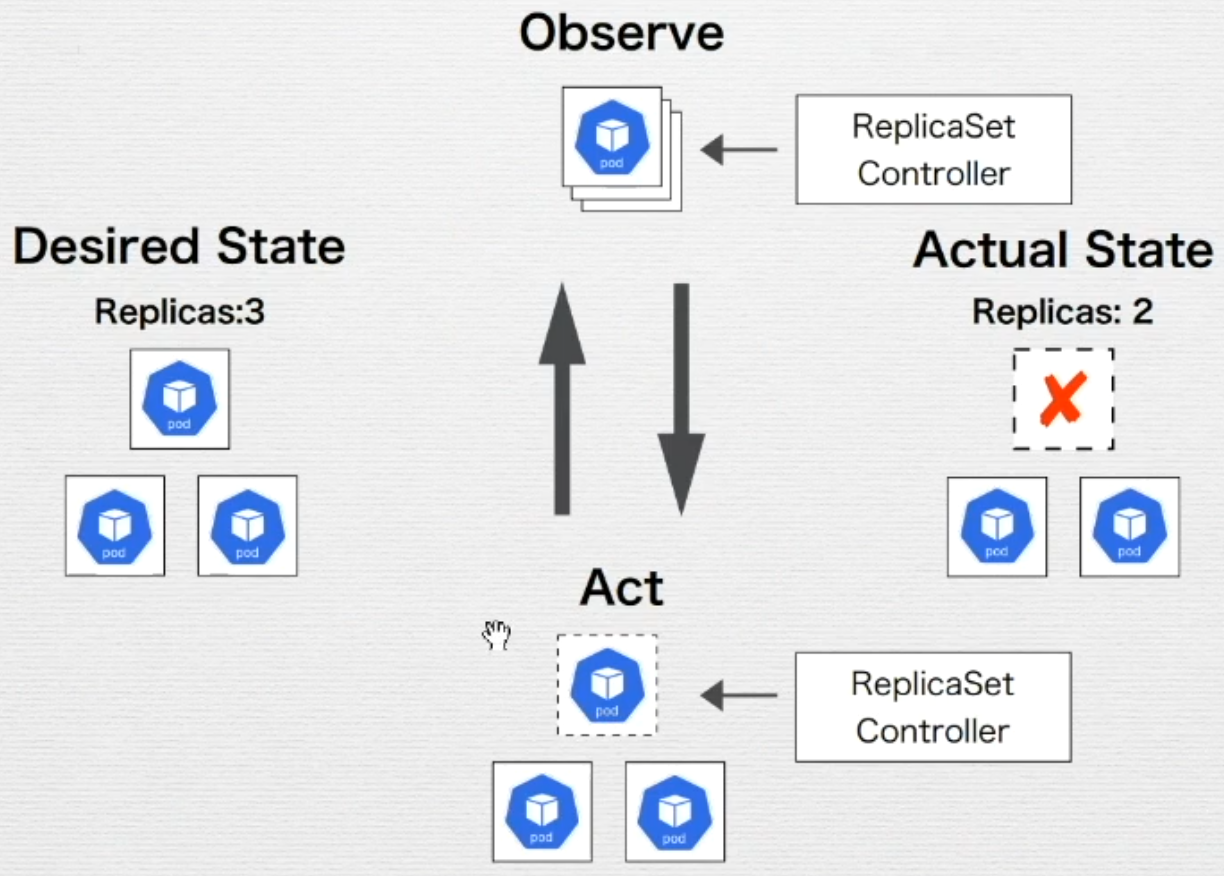 Observe
pod
ReplicaSet
Controller
Desired State
Replicas:3
pod
pod
pod
Actual State
Replicas: 2
pod
pod
Act
pod
ReplicaSet
Controller
pod
pod